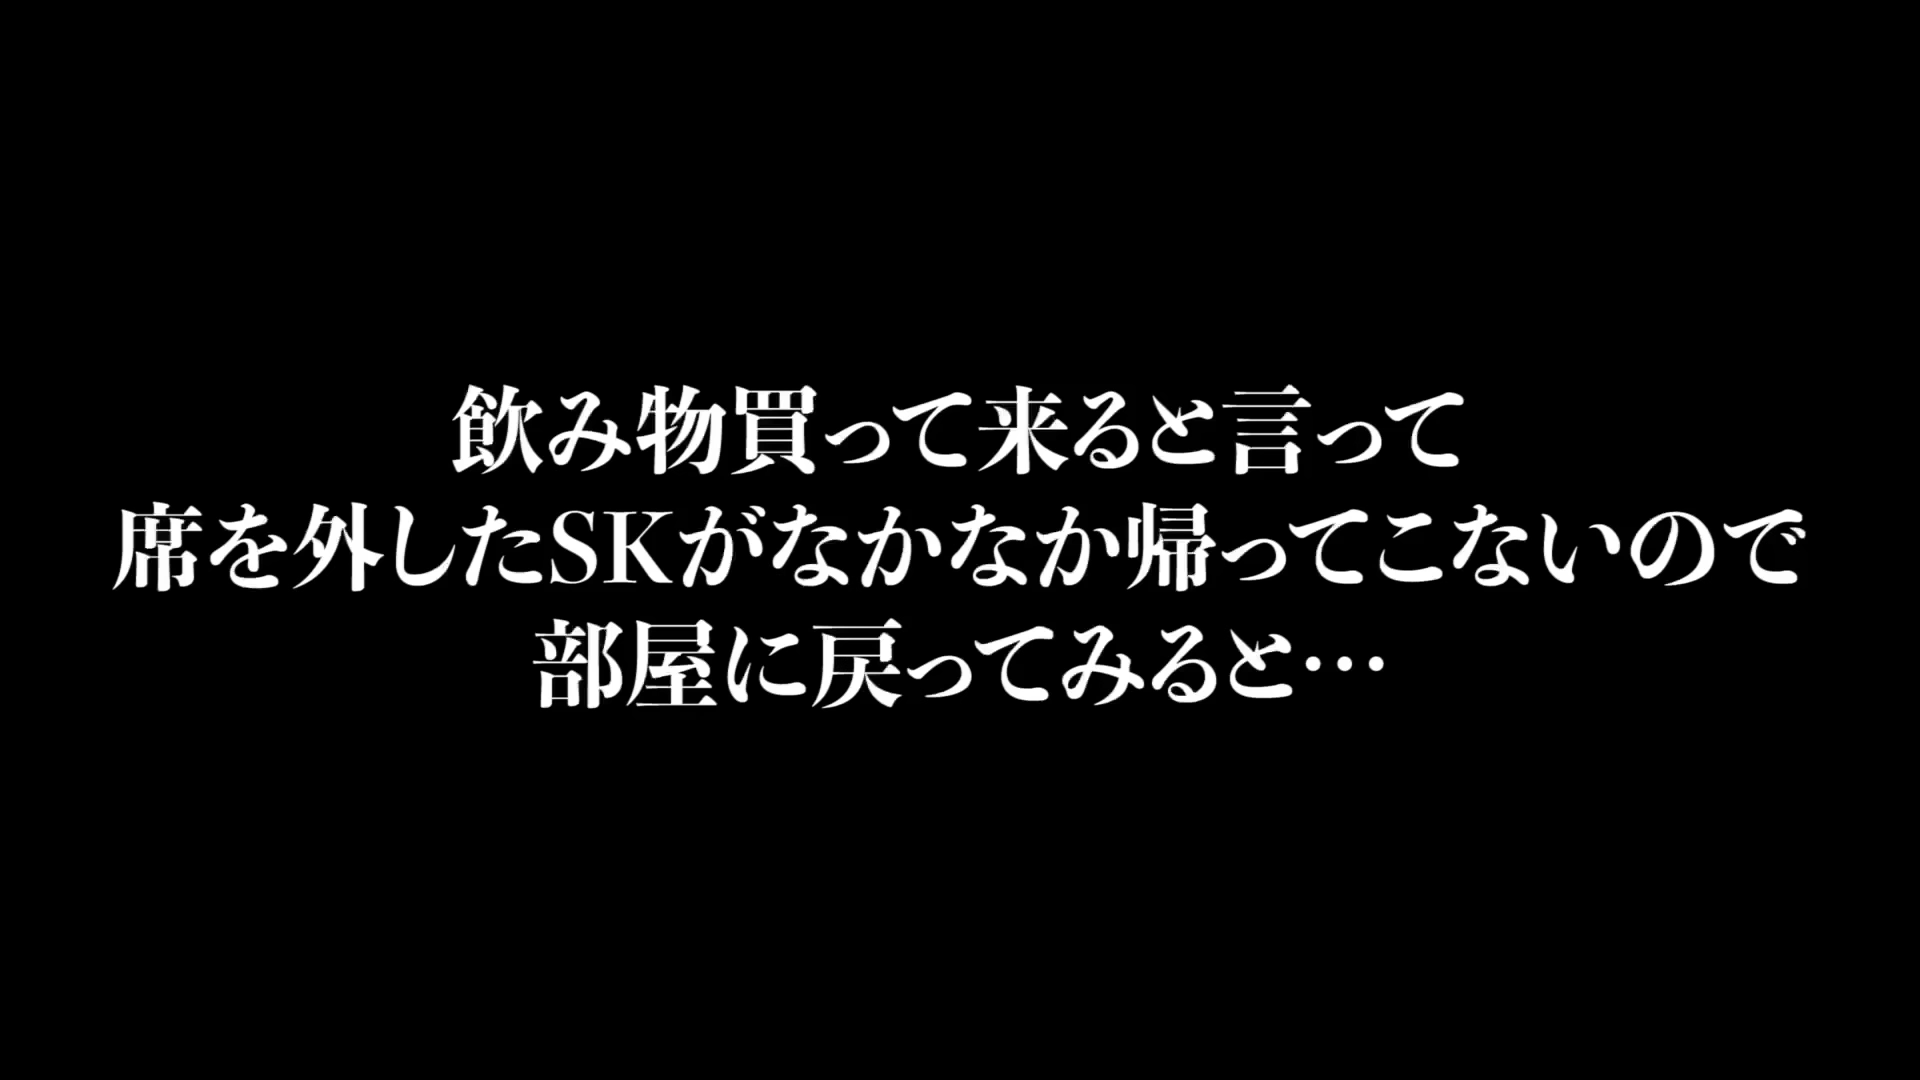 飲み物買って来ると言って
席を外したSKがなかなか帰ってこないので
部屋に戻ってみると…